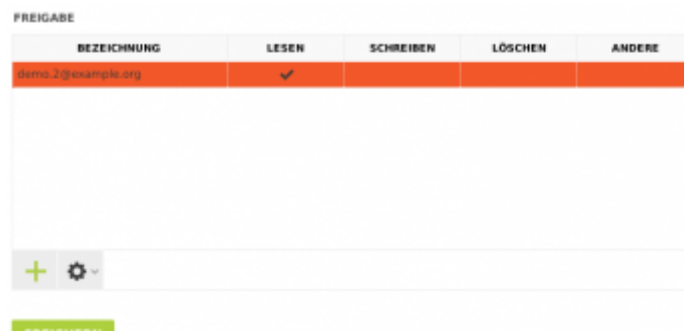 FREIGABE
BEZEICHNUNG LESEN SCHREIBEN LÖSCHEN ANDERE
demo.2@example.org